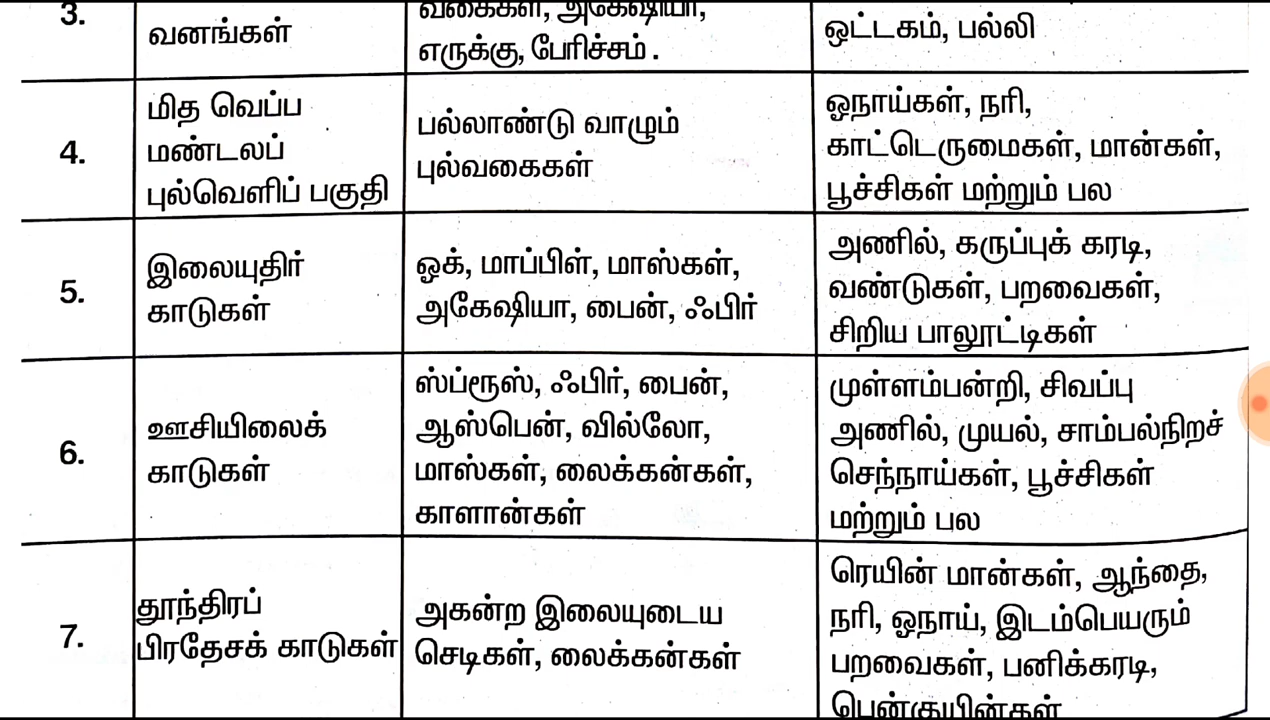 3.
வனங்கள்
வகைகள், அகேஷியா,
எருக்கு, பேரிச்சம்.
ஒட்டகம், பல்லி
4.
மித வெப்ப
மண்டலப்
புல்வெளிப் பகுதி
பல்லாண்டு வாழும்
புல்வகைகள்
ஓநாய்கள், நரி,
காட்டெருமைகள், மான்கள்,
பூச்சிகள் மற்றும் பல
5.
இலையுதிர்
காடுகள்
ஓக், மாப்பிள், மாஸ்கள்,
அகேஷியா, பைன், ஃபிர்
அணில், கருப்புக் கரடி,
வண்டுகள், பறவைகள்,
சிறிய பாலூட்டிகள்
6.
ஊசியிலைக்
காடுகள்
ஸ்ப்ரூஸ், ஃபிர், பைன்,
ஆஸ்பென், வில்லோ,
மாஸ்கள், லைக்கன்கள்,
காளான்கள்
முள்ளம்பன்றி, சிவப்பு
அணில், முயல், சாம்பல்நிறச்
செந்நாய்கள், பூச்சிகள்
மற்றும் பல
7.
தூந்திரப்
பிரதேசக் காடுகள்
அகன்ற இலையுடைய
செடிகள், லைக்கன்கள்
ரெயின் மான்கள், ஆந்தை,
நரி, ஓநாய், இடம்பெயரும்
பறவைகள், பனிக்கரடி,
பென்குயின்கள்